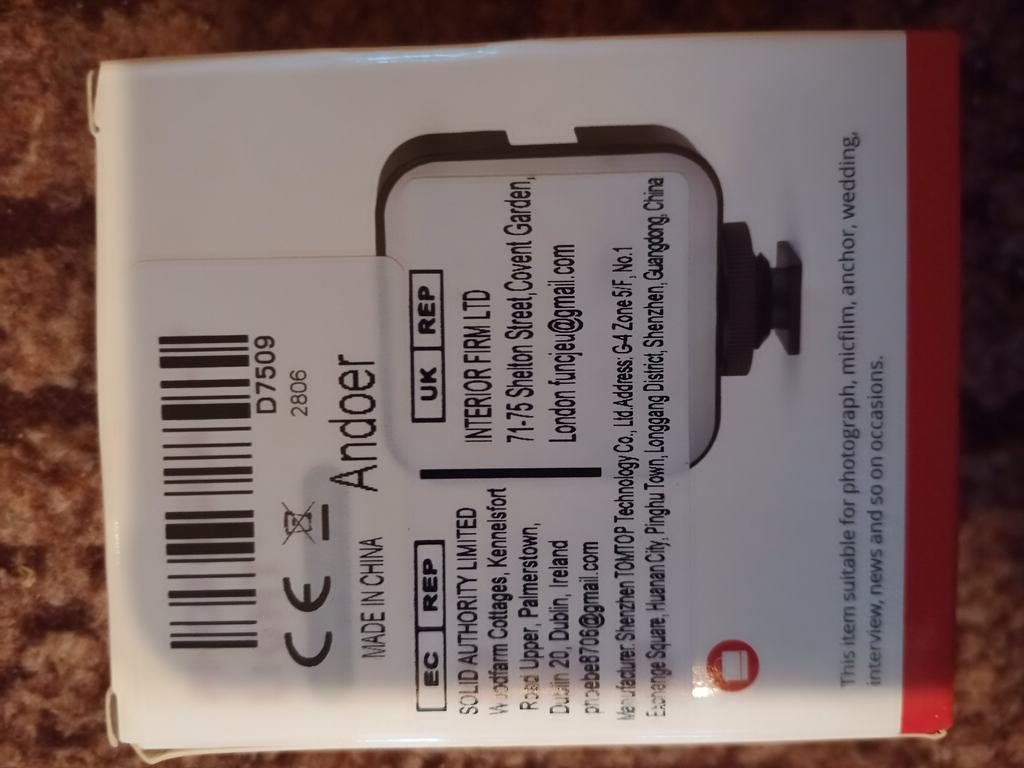 D7509
2806
CE
Andoer
MADE IN CHINA
EC REP
SOLID AUTHORITY LIMITED
Woodfarm Cottages, Kennelsfort
Road Upper, Palmerstown,
Dublin 20, Dublin, Ireland
phoebe8706@gmail.com
UK REP
INTERIOR FIRM LTD
71-75 Shelton Street,Covent Garden,
London funcjeu@gmail.com
Manufacturer: Shenzhen TOMTOP Technology Co., Ltd.Address: G-4 Zone 5/F, No.1
Exchange Square, Huanan City, Pinghu Town, Longgang District, Shenzhen, Guangdong, China
This item suitable for photograph, micfilm, anchor, wedding,
interview, news and so on occasions.